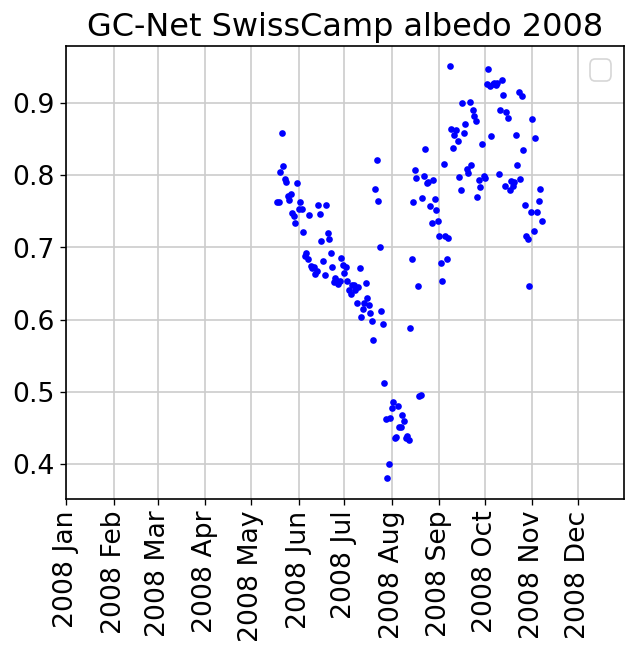 GC-Net SwissCamp albedo 2008
0.9
0.8
0.7
0.6
0.5
0.4
2008 Jan
2008 Feb
2008 Mar
2008 Apr
2008 May
2008 Jun
2008 Jul
2008 Aug
2008 Sep
2008 Oct
2008 Nov
2008 Dec